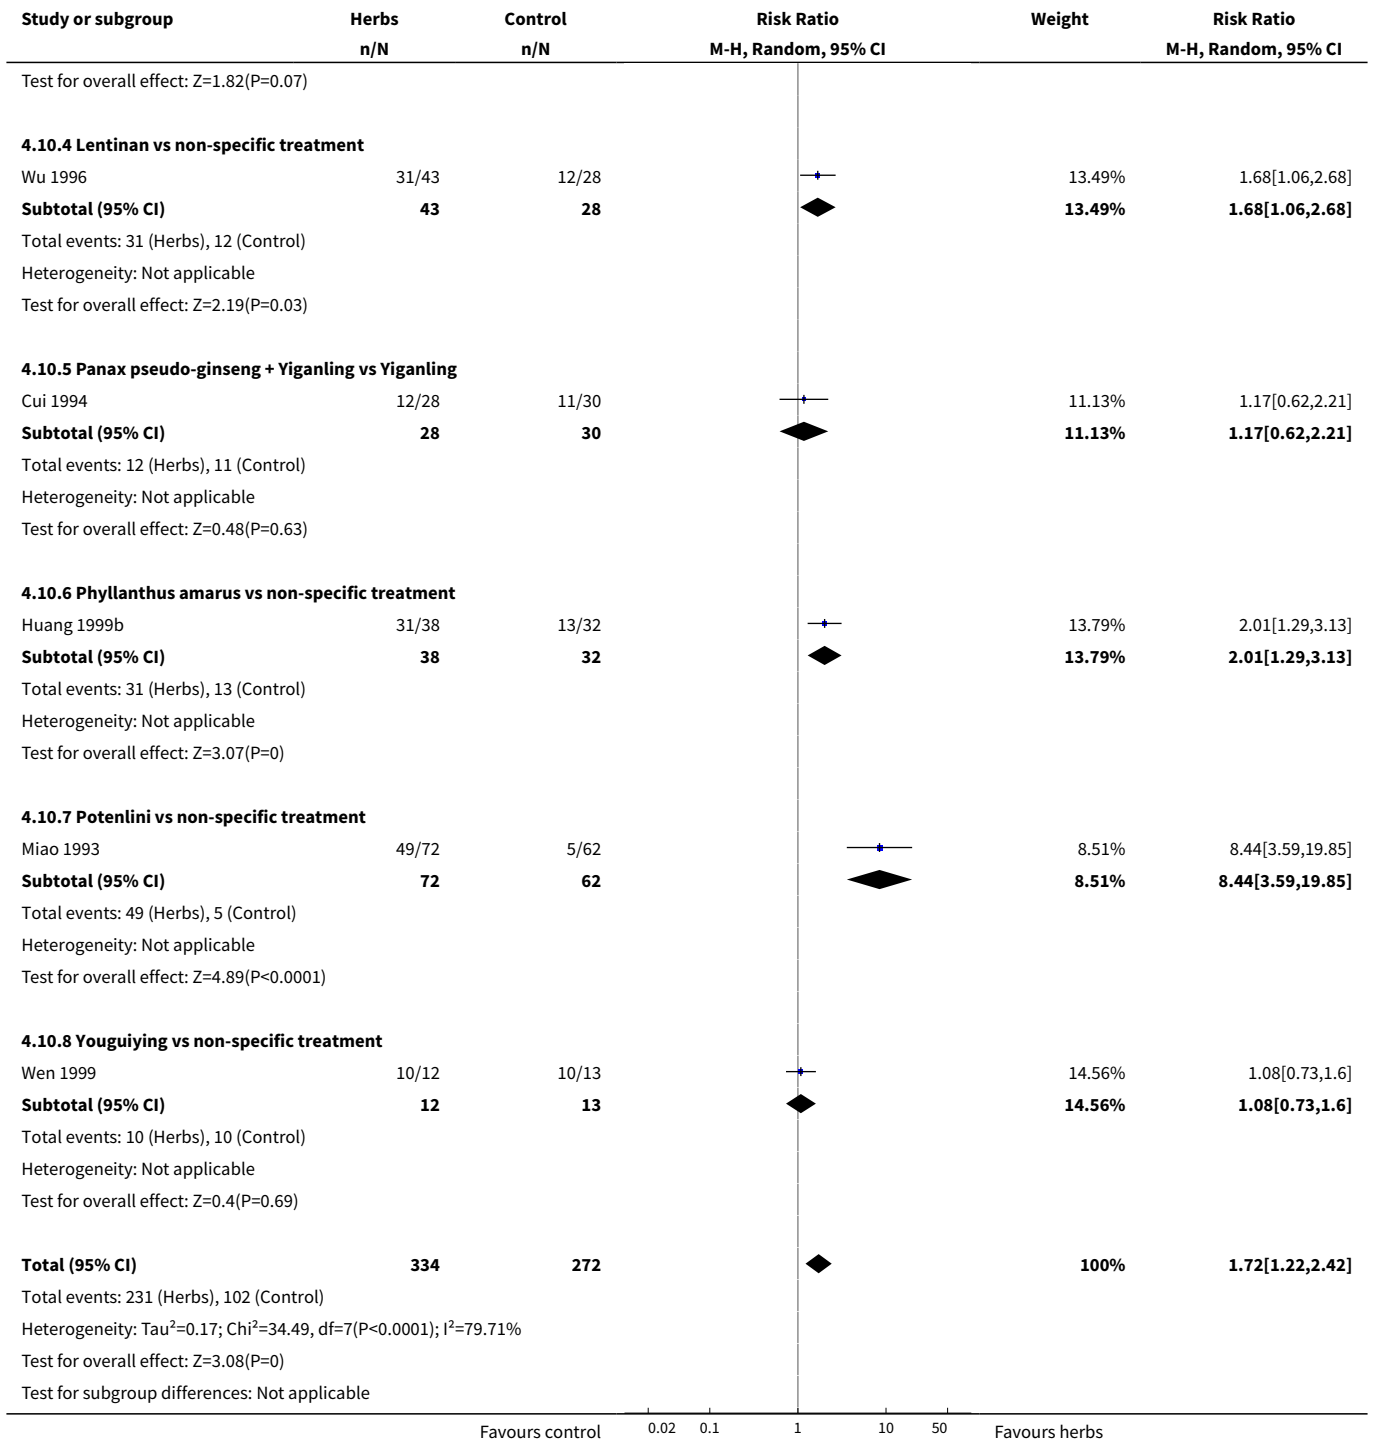 Study or subgroup Herbs Control Risk Ratio Weight Risk Ratio
n/N n/N M-H, Random, 95% CI M-H, Random, 95% CI
Test for overall effect: Z=1.82(P=0.07)
4.10.4 Lentinan vs non-specific treatment
Wu 1996 31/43 12/28 13.49% 1.68[1.06,2.68]
Subtotal (95% CI) 43 28 13.49% 1.68[1.06,2.68]
Total events: 31 (Herbs), 12 (Control)
Heterogeneity: Not applicable
Test for overall effect: Z=2.19(P=0.03)
4.10.5 Panax pseudo-ginseng + Yiganling vs Yiganling
Cui 1994 12/28 11/30 11.13% 1.17[0.62,2.21]
Subtotal (95% CI) 28 30 11.13% 1.17[0.62,2.21]
Total events: 12 (Herbs), 11 (Control)
Heterogeneity: Not applicable
Test for overall effect: Z=0.48(P=0.63)
4.10.6 Phyllanthus amarus vs non-specific treatment
Huang 1999b 31/38 13/32 13.79% 2.01[1.29,3.13]
Subtotal (95% CI) 38 32 13.79% 2.01[1.29,3.13]
Total events: 31 (Herbs), 13 (Control)
Heterogeneity: Not applicable
Test for overall effect: Z=3.07(P=0)
4.10.7 Potenlini vs non-specific treatment
Miao 1993 49/72 5/62 8.51% 8.44[3.59,19.85]
Subtotal (95% CI) 72 62 8.51% 8.44[3.59,19.85]
Total events: 49 (Herbs), 5 (Control)
Heterogeneity: Not applicable
Test for overall effect: Z=4.89(P<0.0001)
4.10.8 Youguiying vs non-specific treatment
Wen 1999 10/12 10/13 14.56% 1.08[0.73,1.6]
Subtotal (95% CI) 12 13 14.56% 1.08[0.73,1.6]
Total events: 10 (Herbs), 10 (Control)
Heterogeneity: Not applicable
Test for overall effect: Z=0.4(P=0.69)
Total (95% CI) 334 272 100% 1.72[1.22,2.42]
Total events: 231 (Herbs), 102 (Control)
Heterogeneity: Tau²=0.17; Chi²=34.49, df=7(P<0.0001); I²=79.71%
Test for overall effect: Z=3.08(P=0)
Test for subgroup differences: Not applicable
Favours control 0.02 0.1 1 10 50 Favours herbs